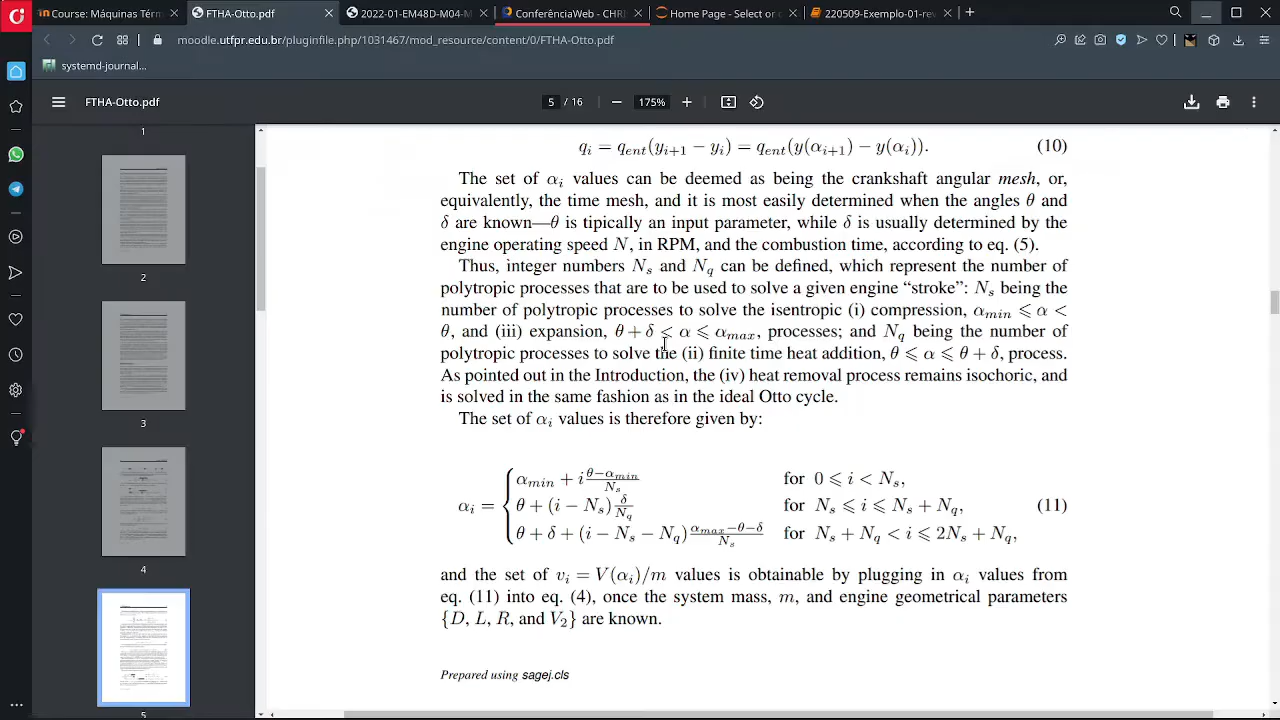 in Course: Máquinas Térm
FTHA-Otto.pdf
2022_01_EM48D
ConferênciaWeb - CHRI
Home Page - Select or c
220509-Exemplo-01-rev
moodle.utfpr.edu.br/pluginfile.php/1031467/mod_resource/content/0/FTHA-Otto.pdf
systemd-journal...
FTHA-Otto.pdf
5 / 16
175%
1
2
3
4
5
q_i = q_ent(y_{i+1} − y_i) = q_ent(y(α_{i+1}) − y(α_i)). (10)
The set of α_i values can be deemed as being the crankshaft angular mesh or,
equivalently, the time mesh, and it is most easily determined when the angles θ and
δ are known. θ is tipically an input parameter, while δ is usually determined by the
engine operating speed N, in RPM, and the combustion time, according to eq. (5).
Thus, integer numbers N_s and N_q can be defined, which represent the number of
polytropic processes that are to be used to solve a given engine “stroke”: N_s being the
number of polytropic processes to solve the adiabatic (i) compression, α_min ⩽ α <
θ, and (iii) expansion, θ + δ < α ⩽ α_max, processes; and N_q being the number of
polytropic processes to solve the (ii) finite-time heat addition, θ ⩽ α ⩽ θ + δ, process.
As pointed out in the Introduction, the (iv) heat removal process remains isochoric, and
is solved in the same fashion as in the ideal Otto cycle.
The set of α_i values is therefore given by:
α_min + i (θ−α_min)/N_s for 0 ⩽ i < N_s,
α_i = { θ + (i − N_s) δ/N_q for N_s ⩽ i ⩽ N_s + N_q, (11)
θ + δ + (i − N_s − N_q) (α_max−θ−δ)/N_s for N_s + N_q < i ⩽ 2N_s + N_q,
and the set of v_i = V(α_i)/m values is obtainable by plugging in α_i values from
eq. (11) into eq. (4), once the system mass, m, and engine geometrical parameters